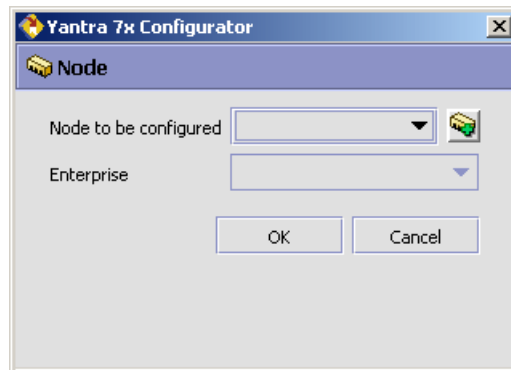 Yantra 7x Configurator
Node
Node to be configured
Enterprise
OK Cancel